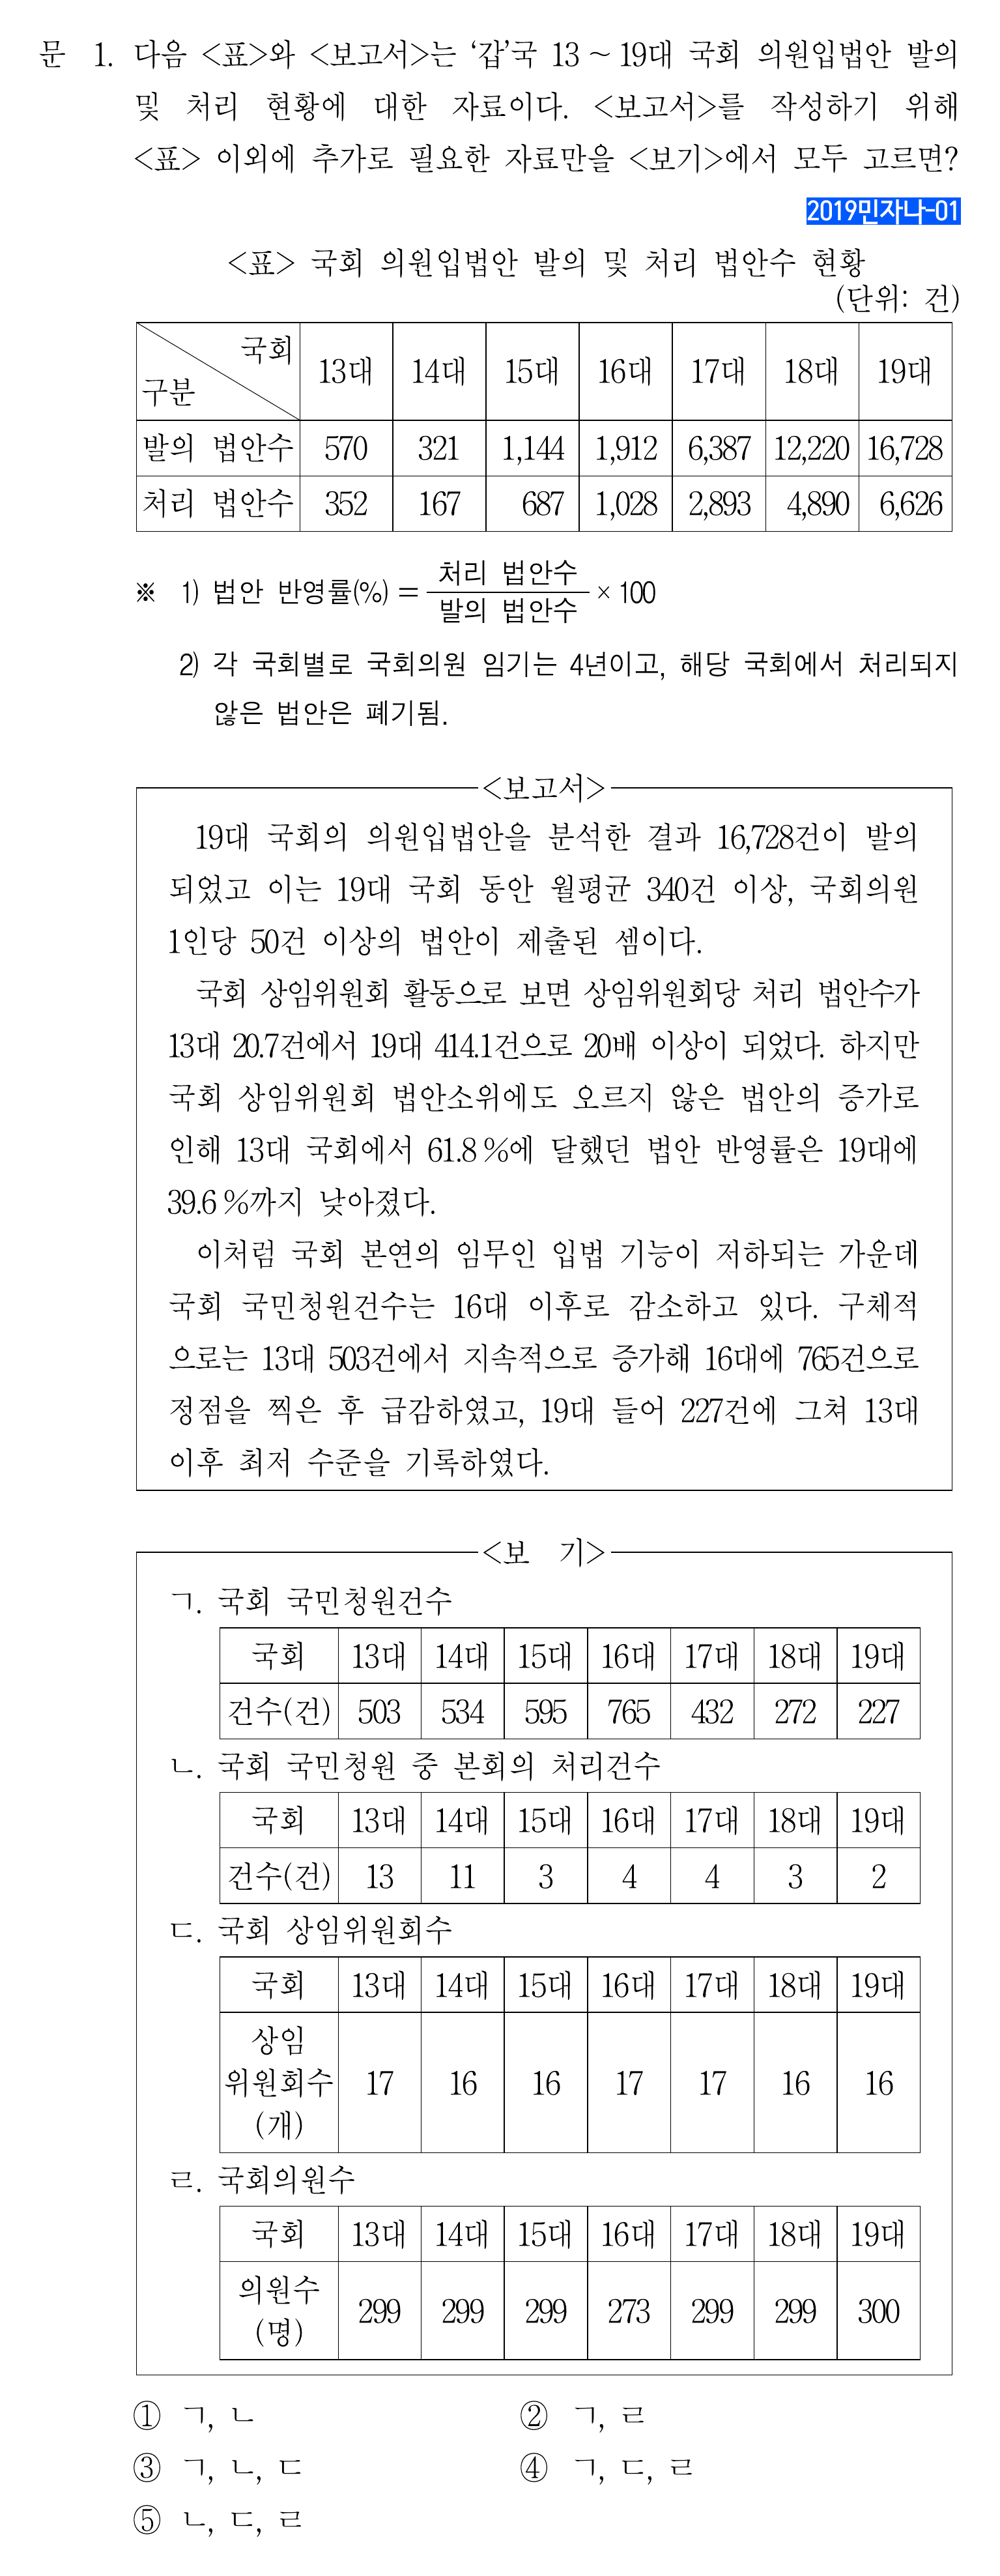 문 1. 다음 <표>와 <보고서>는 ‘갑’국 13 ~ 19대 국회 의원입법안 발의
및 처리 현황에 대한 자료이다. <보고서>를 작성하기 위해
<표> 이외에 추가로 필요한 자료만을 <보기>에서 모두 고르면?
2019민자나-01
<표> 국회 의원입법안 발의 및 처리 법안수 현황
(단위: 건)
구분 국회 13대 14대 15대 16대 17대 18대 19대
발의 법안수 570 321 1,144 1,912 6,387 12,220 16,728
처리 법안수 352 167 687 1,028 2,893 4,890 6,626
※ 1) 법안 반영률(%) = 처리 법안수 / 발의 법안수 × 100
2) 각 국회별로 국회의원 임기는 4년이고, 해당 국회에서 처리되지
않은 법안은 폐기됨.
<보고서>
19대 국회의 의원입법안을 분석한 결과 16,728건이 발의
되었고 이는 19대 국회 동안 월평균 340건 이상, 국회의원
1인당 50건 이상의 법안이 제출된 셈이다.
국회 상임위원회 활동으로 보면 상임위원회당 처리 법안수가
13대 20.7건에서 19대 414.1건으로 20배 이상이 되었다. 하지만
국회 상임위원회 법안소위에도 오르지 않은 법안의 증가로
인해 13대 국회에서 61.8 %에 달했던 법안 반영률은 19대에
39.6 %까지 낮아졌다.
이처럼 국회 본연의 임무인 입법 기능이 저하되는 가운데
국회 국민청원건수는 16대 이후로 감소하고 있다. 구체적
으로는 13대 503건에서 지속적으로 증가해 16대에 765건으로
정점을 찍은 후 급감하였고, 19대 들어 227건에 그쳐 13대
이후 최저 수준을 기록하였다.
<보 기>
ㄱ. 국회 국민청원건수
국회 13대 14대 15대 16대 17대 18대 19대
건수(건) 503 534 595 765 432 272 227
ㄴ. 국회 국민청원 중 본회의 처리건수
국회 13대 14대 15대 16대 17대 18대 19대
건수(건) 13 11 3 4 4 3 2
ㄷ. 국회 상임위원회수
국회 13대 14대 15대 16대 17대 18대 19대
상임
위원회수 17 16 16 17 17 16 16
(개)
ㄹ. 국회의원수
국회 13대 14대 15대 16대 17대 18대 19대
의원수
(명) 299 299 299 273 299 299 300
① ㄱ, ㄴ ② ㄱ, ㄹ
③ ㄱ, ㄴ, ㄷ ④ ㄱ, ㄷ, ㄹ
⑤ ㄴ, ㄷ, ㄹ